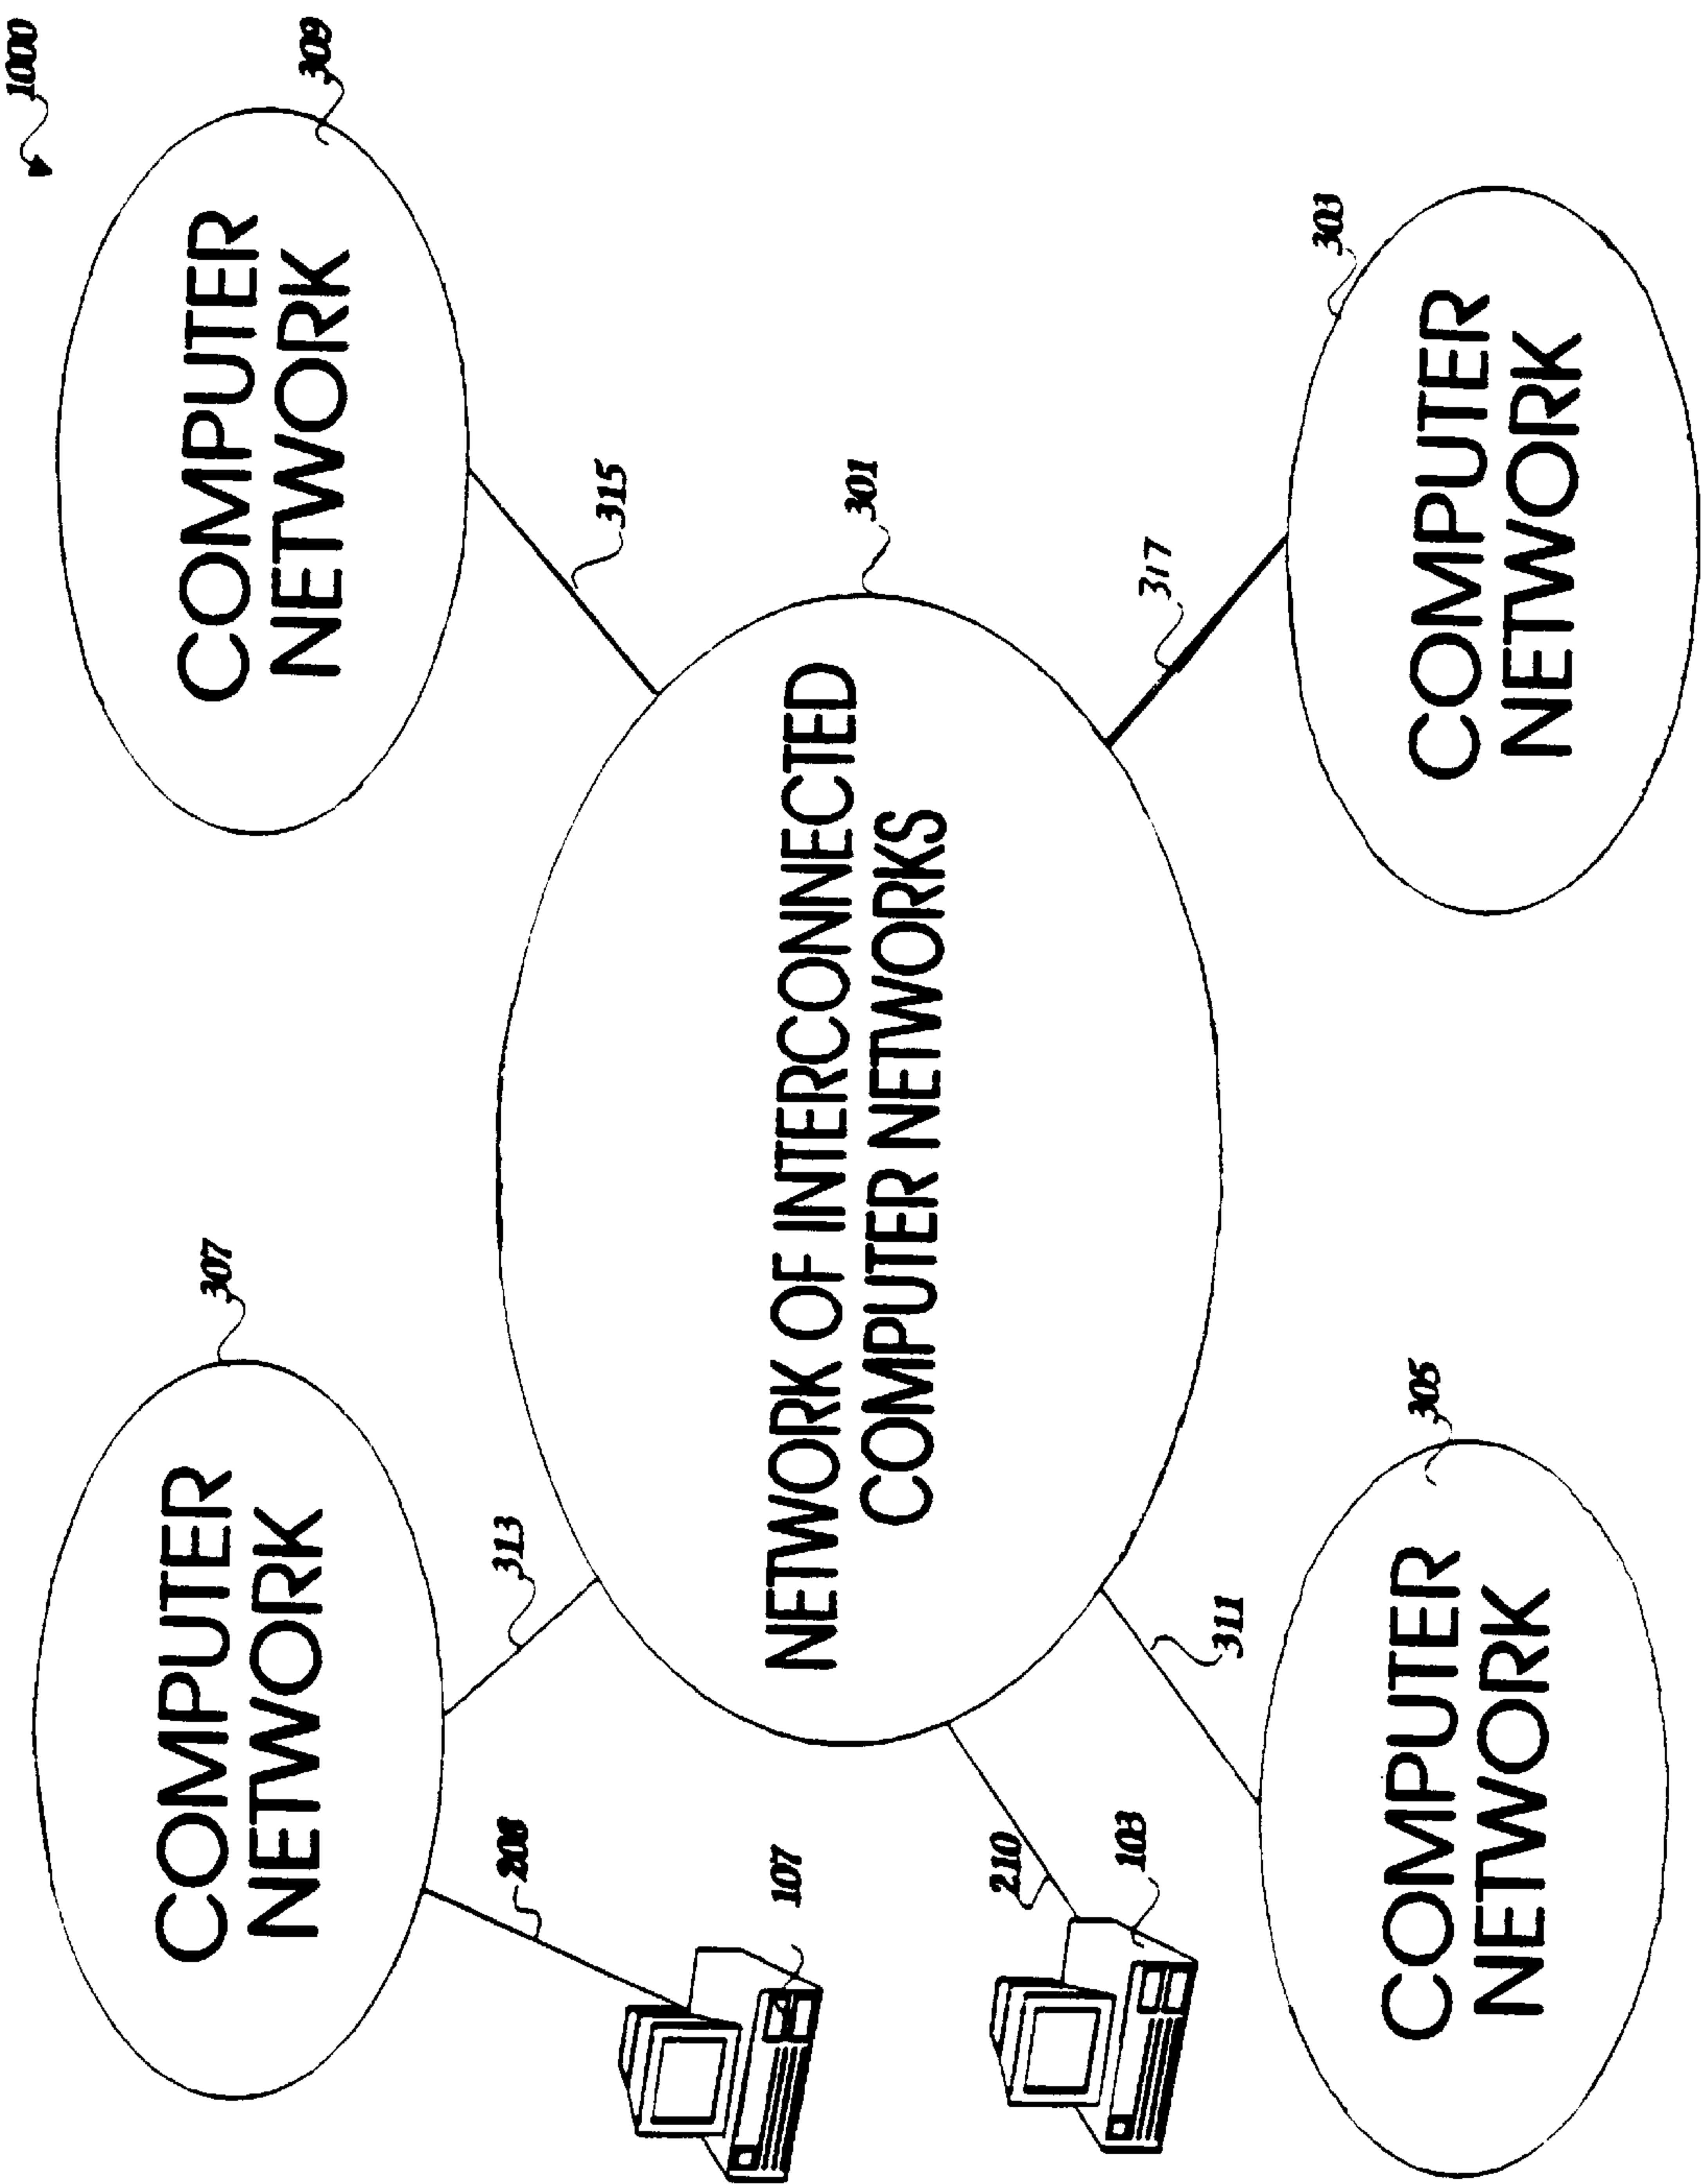 1000
COMPUTER
NETWORK
307
COMPUTER
NETWORK
309
313
315
107
NETWORK OF INTERCONNECTED
COMPUTER NETWORKS
301
210
103
311
317
COMPUTER
NETWORK
305
COMPUTER
NETWORK
303